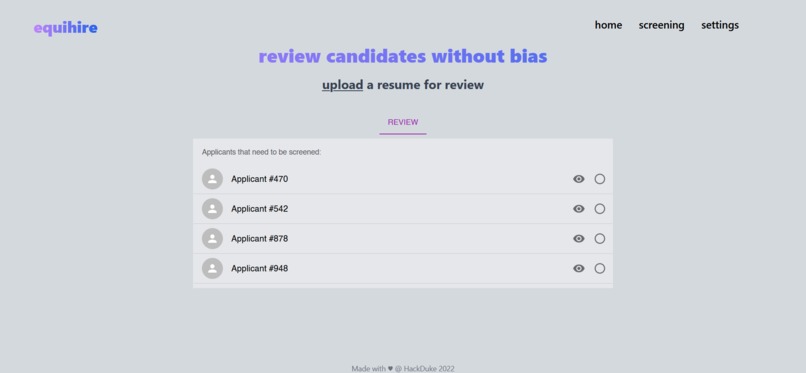 equihire
home screening settings
review candidates without bias
upload a resume for review
REVIEW
Applicants that need to be screened:
Applicant #470
Applicant #542
Applicant #878
Applicant #948
Made with ♥ @ HackDuke 2022